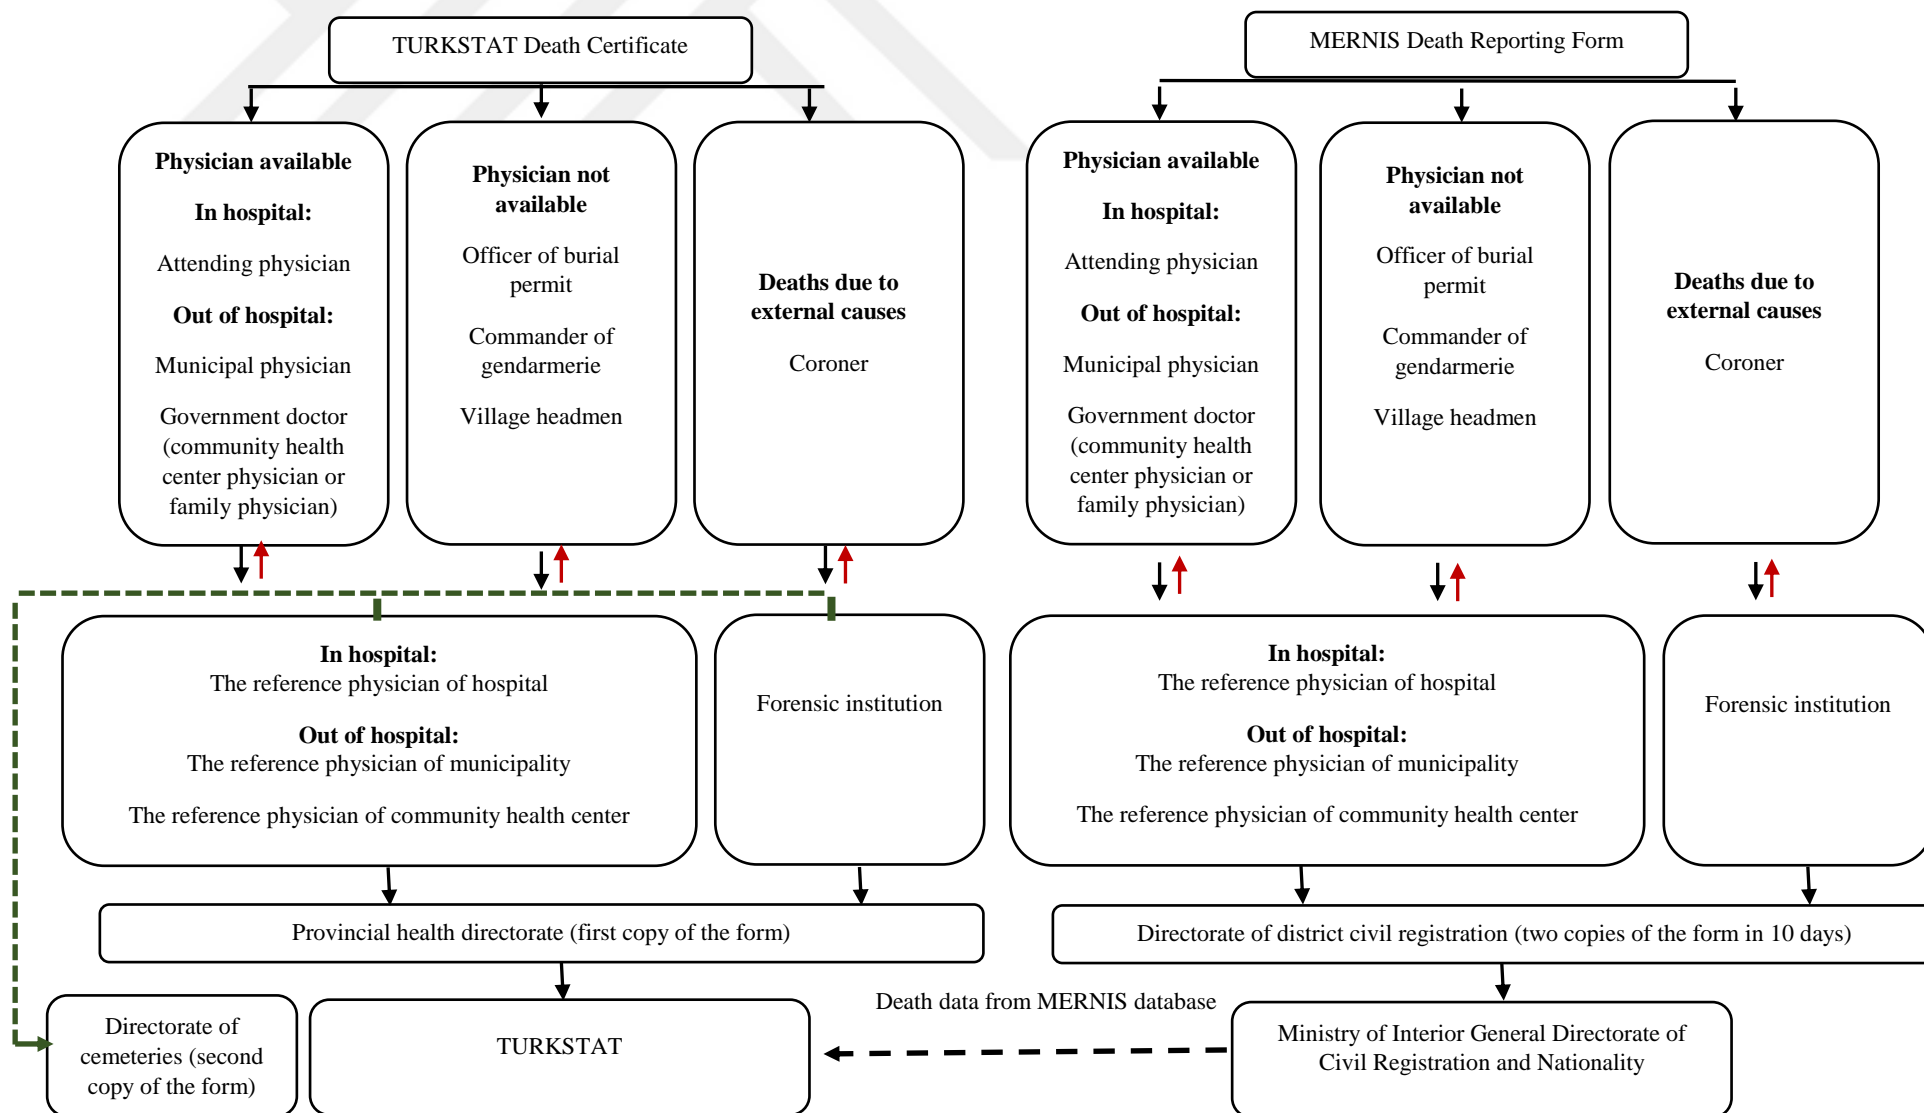 TURKSTAT Death Certificate
Physician available
In hospital:
Attending physician
Out of hospital:
Municipal physician
Government doctor
(community health
center physician or
family physician)
Physician not
available
Officer of burial
permit
Commander of
gendarmerie
Village headmen
Deaths due to
external causes
Coroner
In hospital:
The reference physician of hospital
Out of hospital:
The reference physician of municipality
The reference physician of community health center
Forensic institution
Provincial health directorate (first copy of the form)
Directorate of
cemeteries (second
copy of the form)
TURKSTAT
MERNIS Death Reporting Form
Physician available
In hospital:
Attending physician
Out of hospital:
Municipal physician
Government doctor
(community health
center physician or
family physician)
Physician not
available
Officer of burial
permit
Commander of
gendarmerie
Village headmen
Deaths due to
external causes
Coroner
In hospital:
The reference physician of hospital
Out of hospital:
The reference physician of municipality
The reference physician of community health center
Forensic institution
Directorate of district civil registration (two copies of the form in 10 days)
Death data from MERNIS database
Ministry of Interior General Directorate of
Civil Registration and Nationality